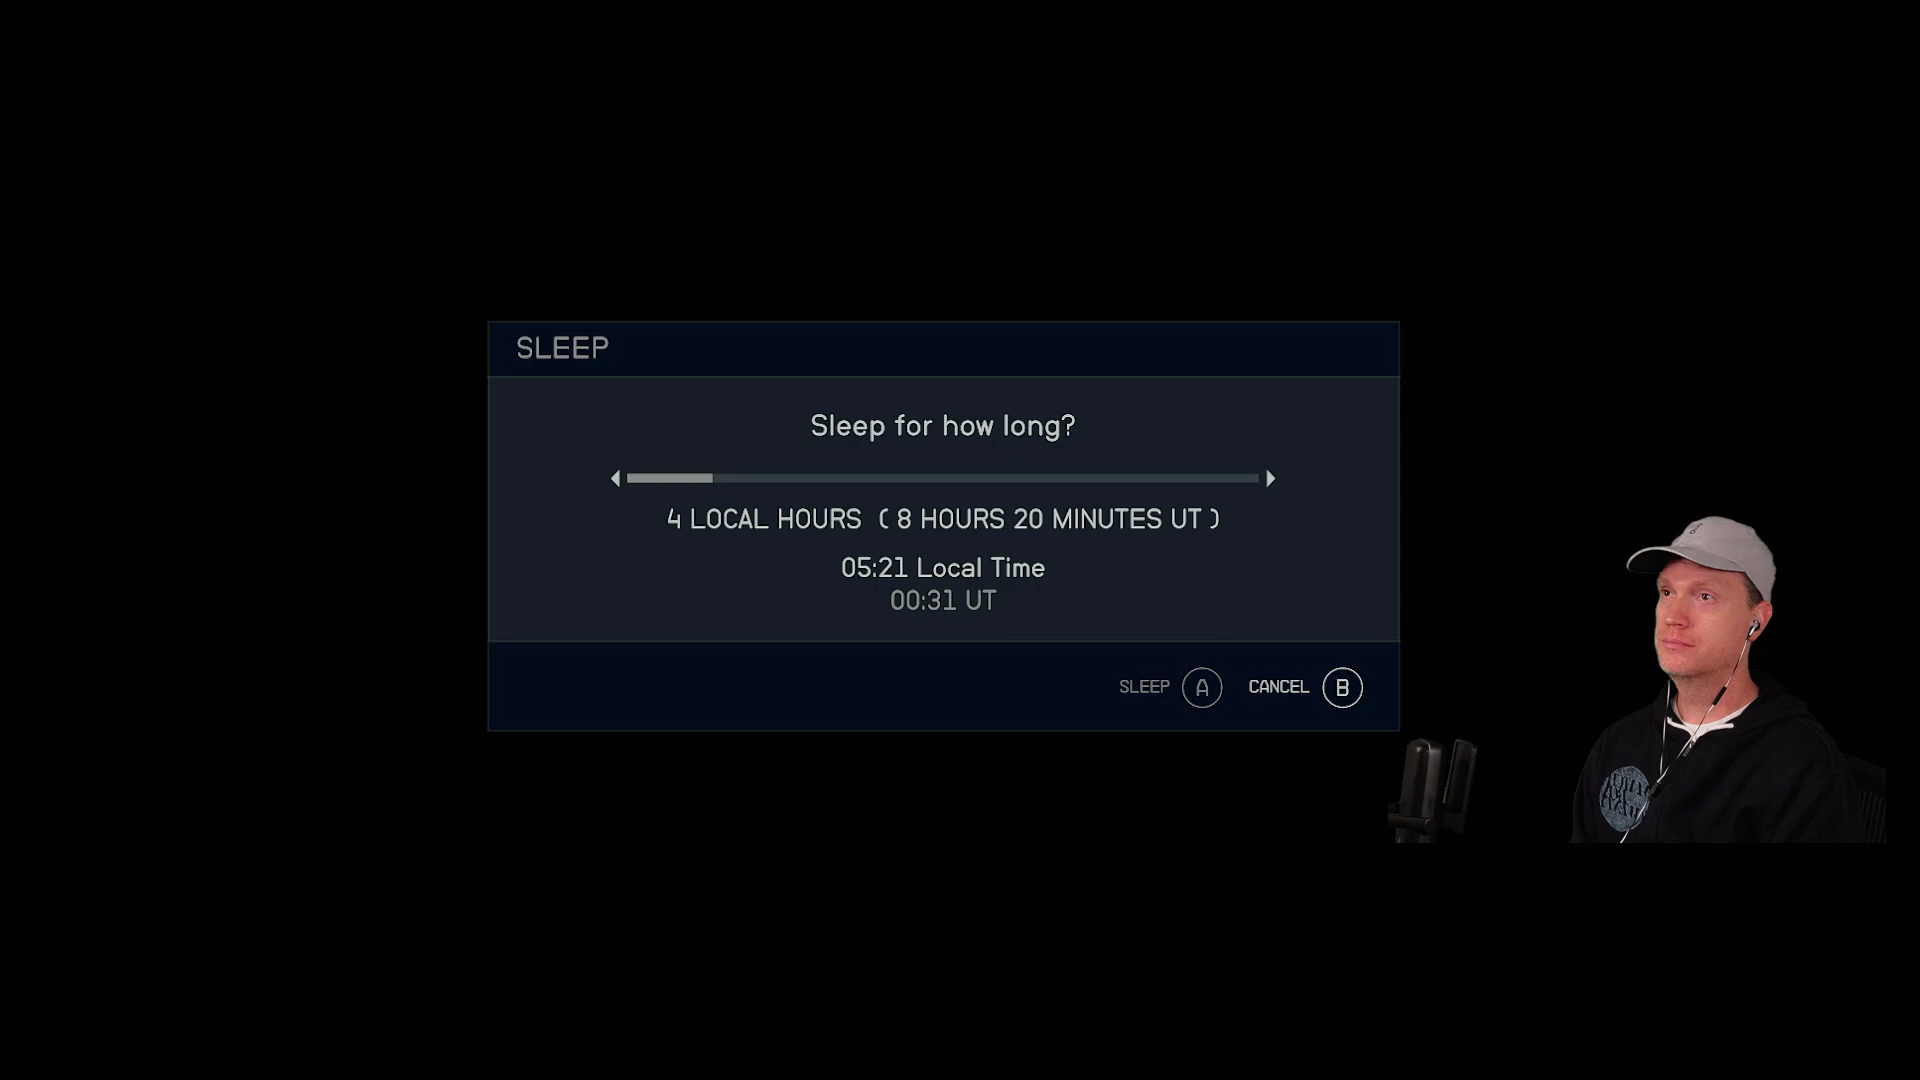 SLEEP
Sleep for how long?
4 LOCAL HOURS ( 8 HOURS 20 MINUTES UT )
05:21 Local Time
00:31 UT
SLEEP A CANCEL B